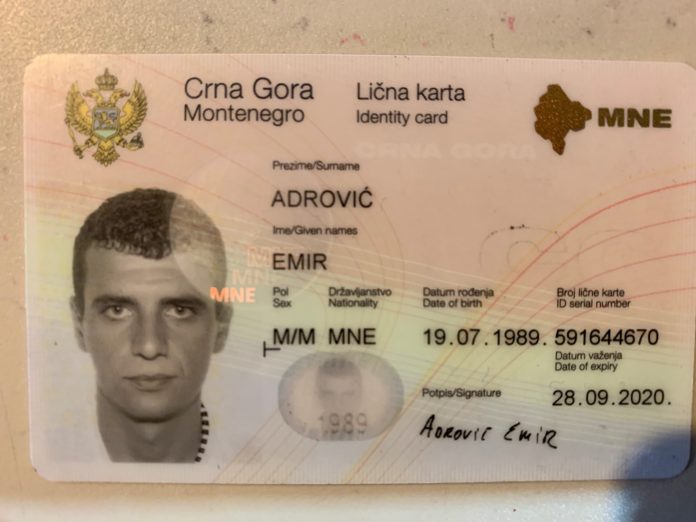 Crna Gora
Montenegro
Lična karta
Identity card
MNE
CRNA GORA
Prezime/Surname
ADROVIĆ
Ime/Given names
EMIR
MNE
Pol Državljanstvo Datum rođenja Broj lične karte
Sex Nationality Date of birth ID serial number
M/M MNE 19.07.1989. 591644670
Datum važenja
Date of expiry
28.09.2020.
1989
Potpis/Signature
Adrović Emir